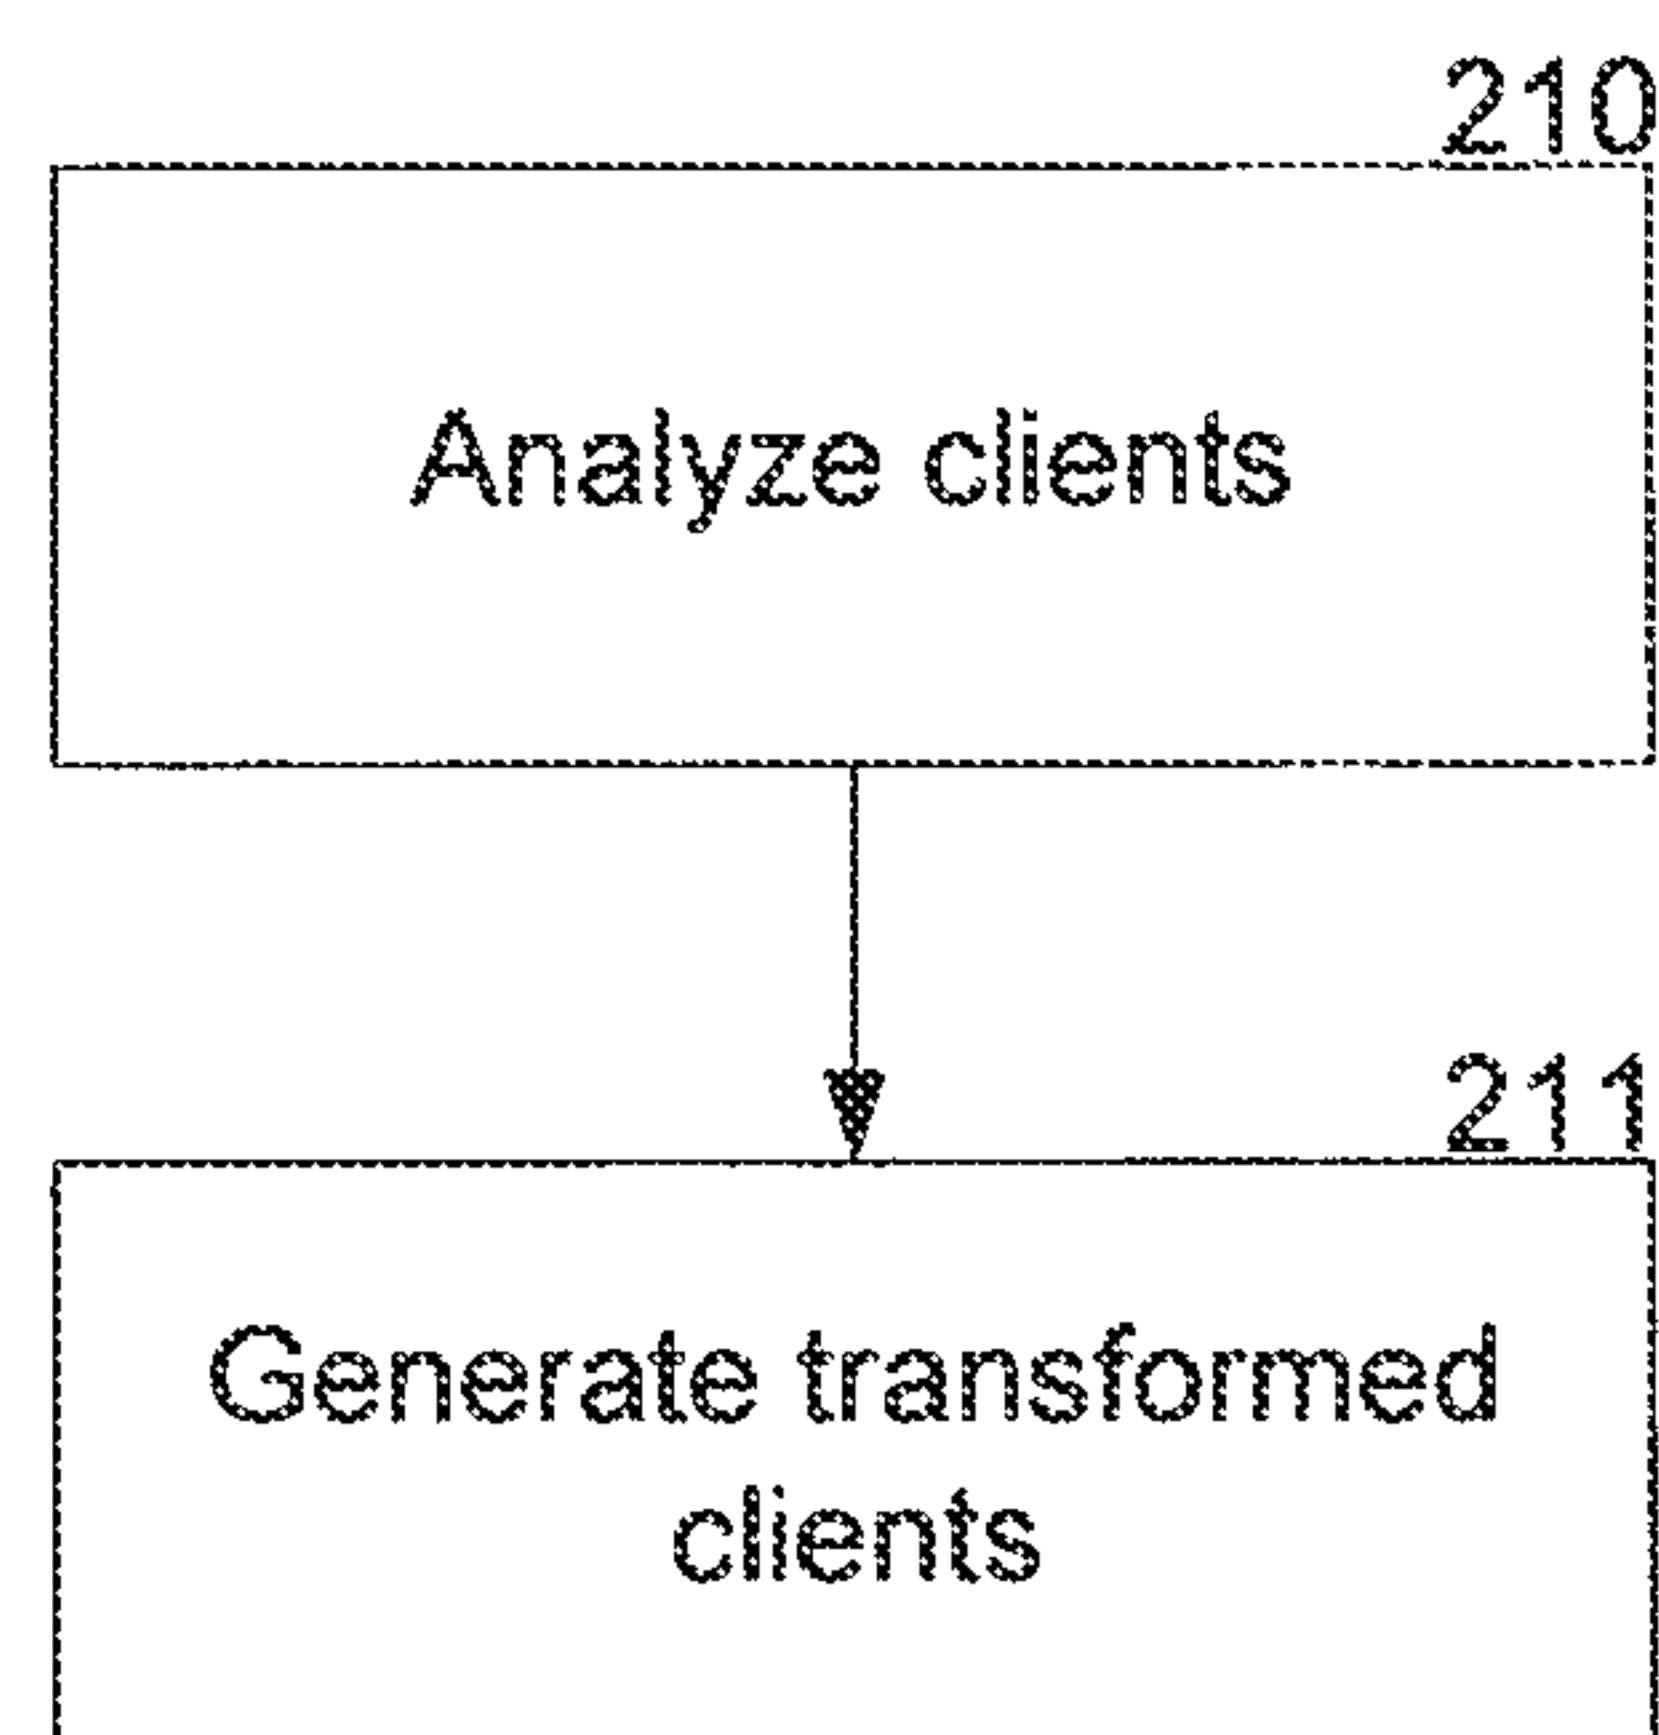 210
Analyze clients
211
Generate transformed
clients